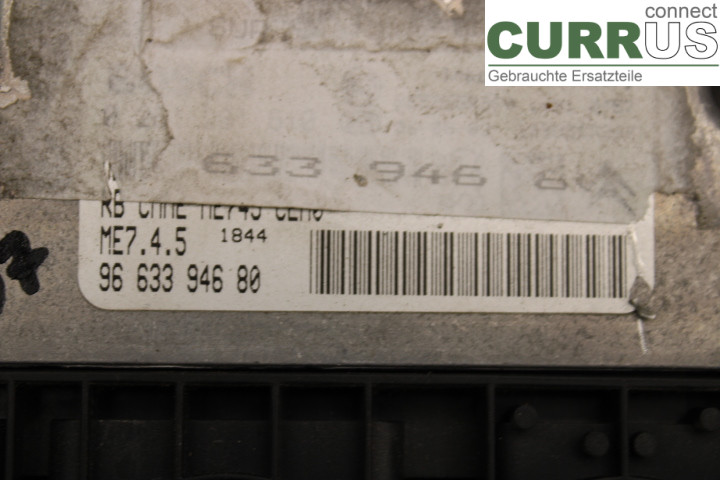 connect
CURRUS
Gebrauchte Ersatzteile
633 946
ME7.4.5 1844
96 633 946 80